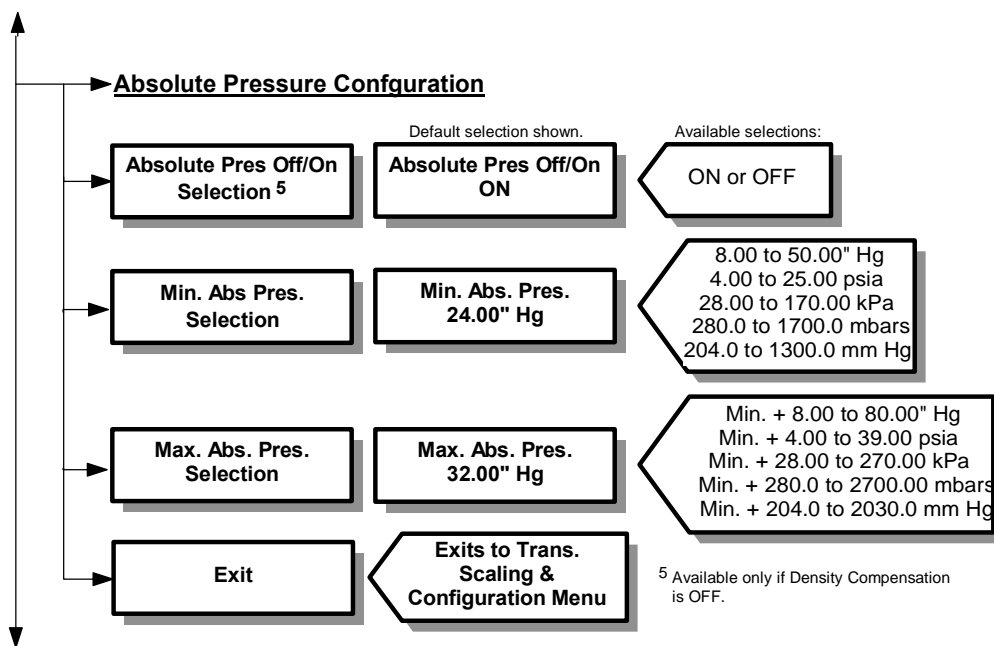 Absolute Pressure Confguration
Default selection shown.
Available selections:
Absolute Pres Off/On
Selection 5
Absolute Pres Off/On
ON
ON or OFF
Min. Abs Pres.
Selection
Min. Abs. Pres.
24.00" Hg
8.00 to 50.00" Hg
4.00 to 25.00 psia
28.00 to 170.00 kPa
280.0 to 1700.0 mbars
204.0 to 1300.0 mm Hg
Max. Abs. Pres.
Selection
Max. Abs. Pres.
32.00" Hg
Min. + 8.00 to 80.00" Hg
Min. + 4.00 to 39.00 psia
Min. + 28.00 to 270.00 kPa
Min. + 280.0 to 2700.00 mbars
Min. + 204.0 to 2030.0 mm Hg
Exit
Exits to Trans.
Scaling &
Configuration Menu
5 Available only if Density Compensation
is OFF.